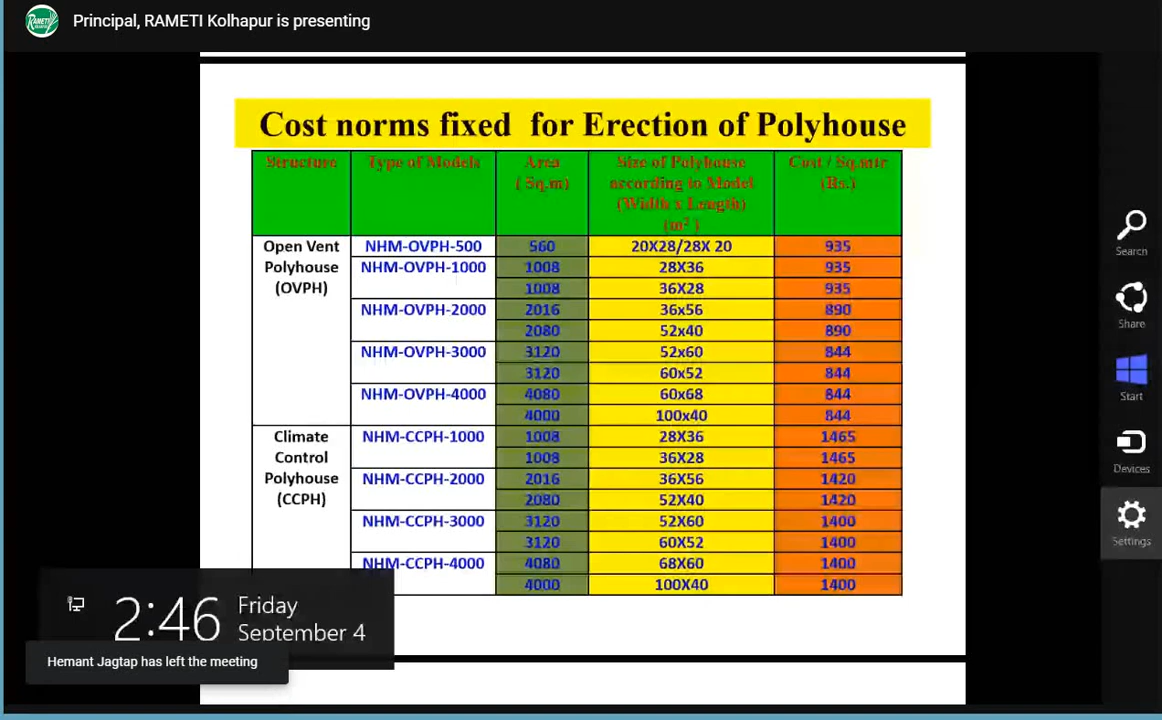 RAMETI
Principal, RAMETI Kolhapur is presenting
Cost norms fixed for Erection of Polyhouse
Structure Type of Models Area ( Sq.m) Size of Polyhouse according to Model (Width x Length) (m² ) Cost / Sq.mtr (Rs.)
Open Vent Polyhouse (OVPH) NHM-OVPH-500 560 20X28/28X 20 935
NHM-OVPH-1000 1008 28X36 935
1008 36X28 935
NHM-OVPH-2000 2016 36x56 890
2080 52x40 890
NHM-OVPH-3000 3120 52x60 844
3120 60x52 844
NHM-OVPH-4000 4080 60x68 844
4000 100x40 844
Climate Control Polyhouse (CCPH) NHM-CCPH-1000 1008 28X36 1465
1008 36X28 1465
NHM-CCPH-2000 2016 36X56 1420
2080 52X40 1420
NHM-CCPH-3000 3120 52X60 1400
3120 60X52 1400
NHM-CCPH-4000 4080 68X60 1400
4000 100X40 1400
2:46 Friday
September 4
Hemant Jagtap has left the meeting
Search
Share
Start
Devices
Settings